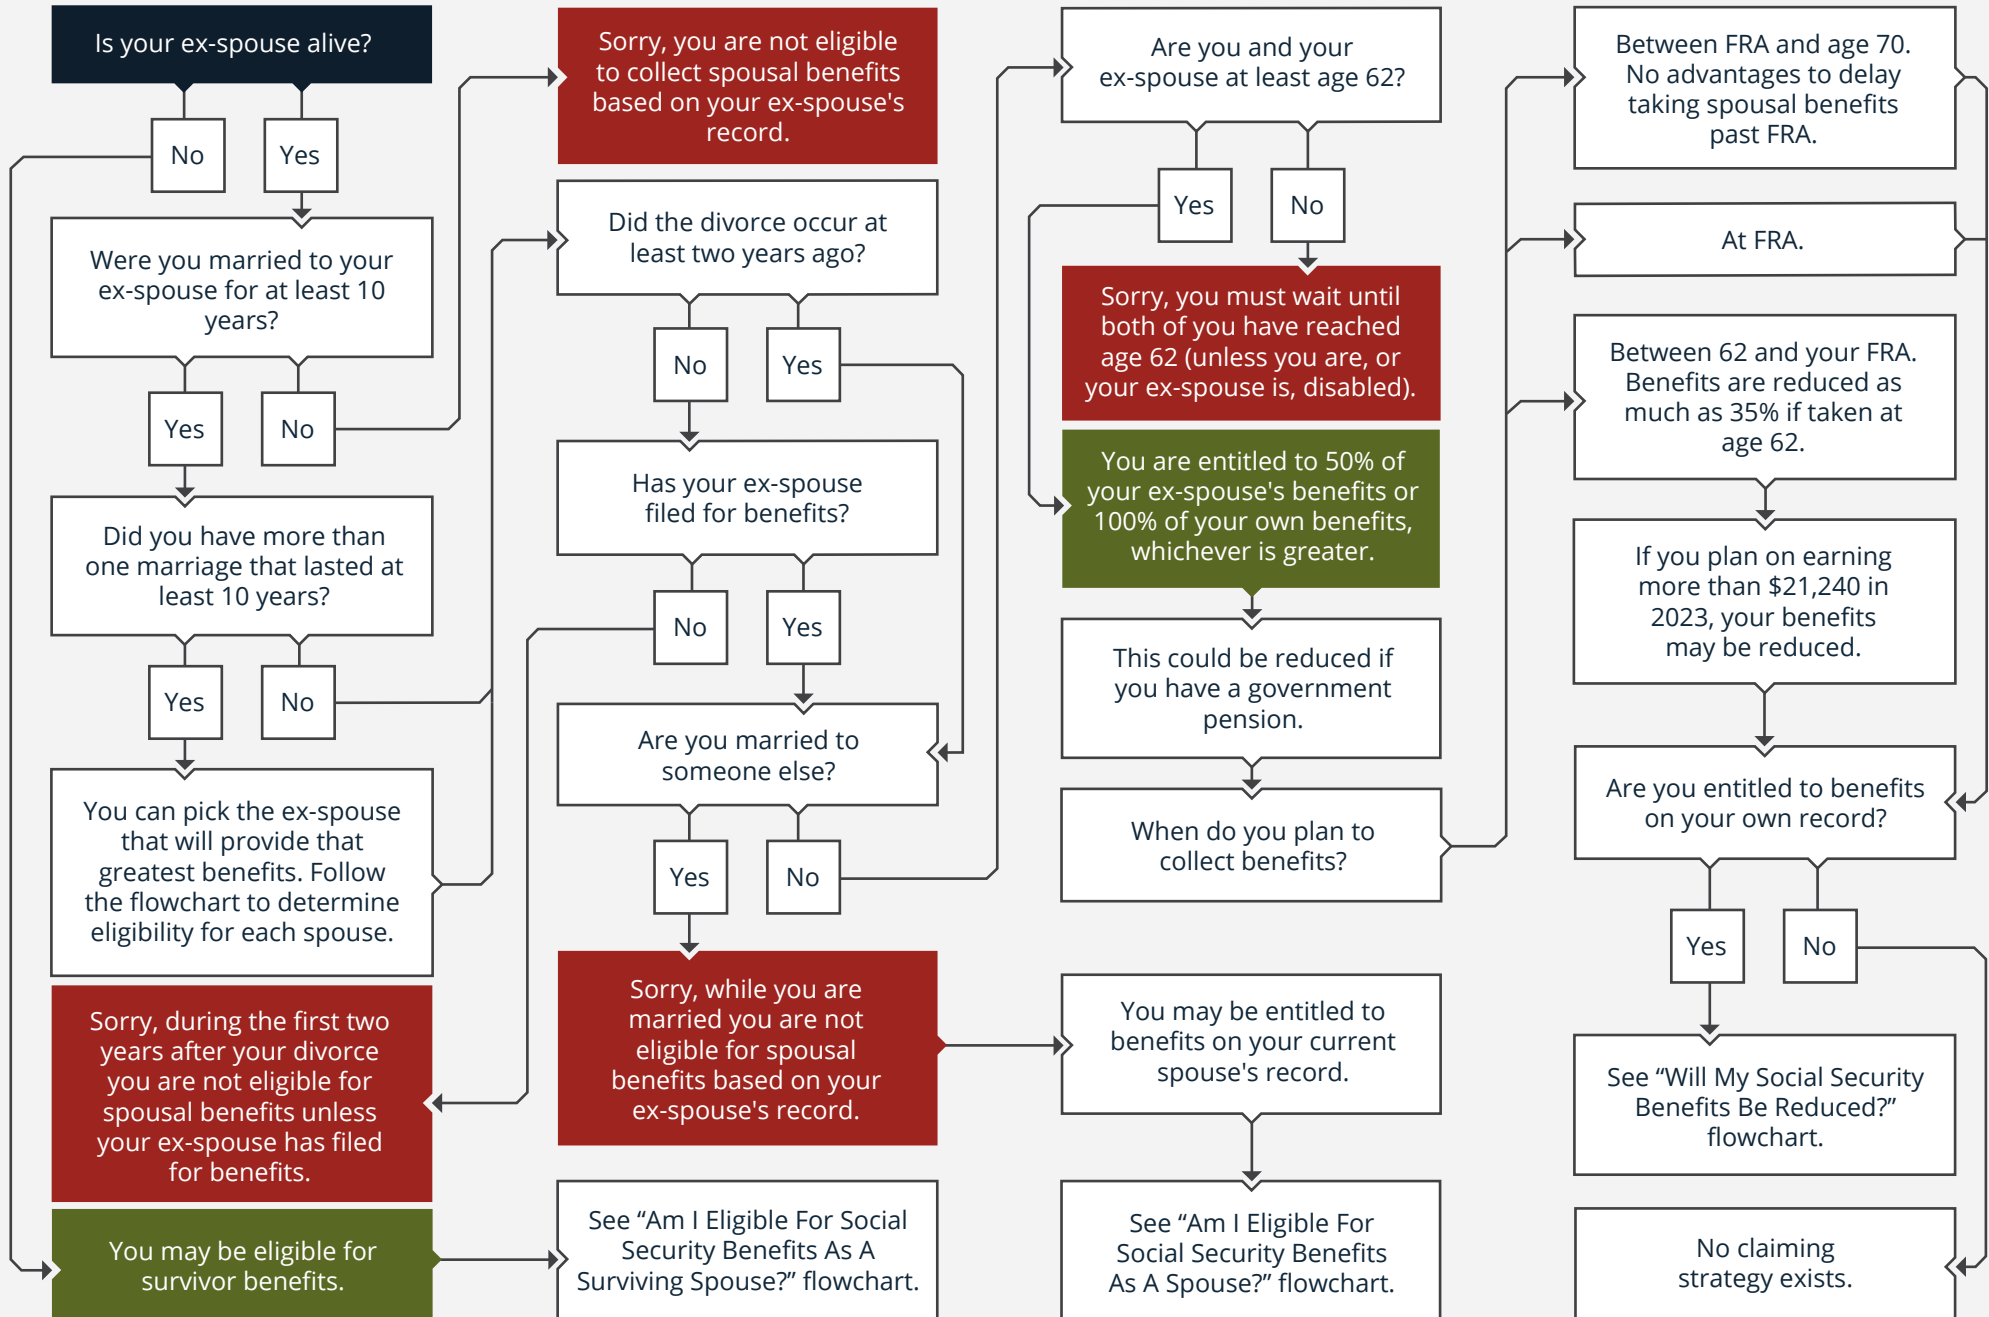 Is your ex-spouse alive?
No
Yes
Were you married to your
ex-spouse for at least 10
years?
Yes
No
Did you have more than
one marriage that lasted at
least 10 years?
Yes
No
You can pick the ex-spouse
that will provide that
greatest benefits. Follow
the flowchart to determine
eligibility for each spouse.
Sorry, during the first two
years after your divorce
you are not eligible for
spousal benefits unless
your ex-spouse has filed
for benefits.
You may be eligible for
survivor benefits.
Sorry, you are not eligible
to collect spousal benefits
based on your ex-spouse's
record.
Did the divorce occur at
least two years ago?
No
Yes
Has your ex-spouse
filed for benefits?
No
Yes
Are you married to
someone else?
Yes
No
Sorry, while you are
married you are not
eligible for spousal
benefits based on your
ex-spouse's record.
See “Am I Eligible For Social
Security Benefits As A
Surviving Spouse?” flowchart.
Are you and your
ex-spouse at least age 62?
Yes
No
Sorry, you must wait until
both of you have reached
age 62 (unless you are, or
your ex-spouse is, disabled).
You are entitled to 50% of
your ex-spouse's benefits or
100% of your own benefits,
whichever is greater.
This could be reduced if
you have a government
pension.
When do you plan to
collect benefits?
You may be entitled to
benefits on your current
spouse's record.
See “Am I Eligible For
Social Security Benefits
As A Spouse?” flowchart.
Between FRA and age 70.
No advantages to delay
taking spousal benefits
past FRA.
At FRA.
Between 62 and your FRA.
Benefits are reduced as
much as 35% if taken at
age 62.
If you plan on earning
more than $21,240 in
2023, your benefits
may be reduced.
Are you entitled to benefits
on your own record?
Yes
No
See “Will My Social Security
Benefits Be Reduced?”
flowchart.
No claiming
strategy exists.